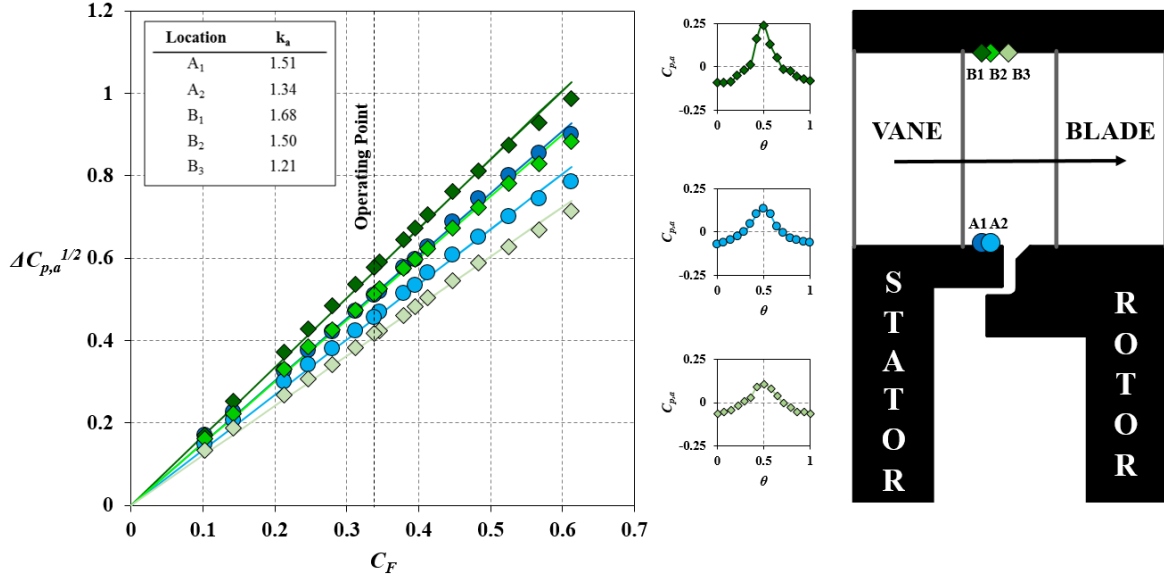 1.2
1
0.8
0.6
0.4
0.2
0
ΔCp,a1/2
0
0.1
0.2
0.3
0.4
0.5
0.6
0.7
CF
Location ka
A1 1.51
A2 1.34
B1 1.68
B2 1.50
B3 1.21
Operating Point
0.25
0
-0.25
Cp,a
0 0.5 1
θ
0.25
0
-0.25
Cp,a
0 0.5 1
θ
0.25
0
-0.25
Cp,a
0 0.5 1
θ
B1 B2 B3
VANE
BLADE
A1 A2
STATOR
ROTOR